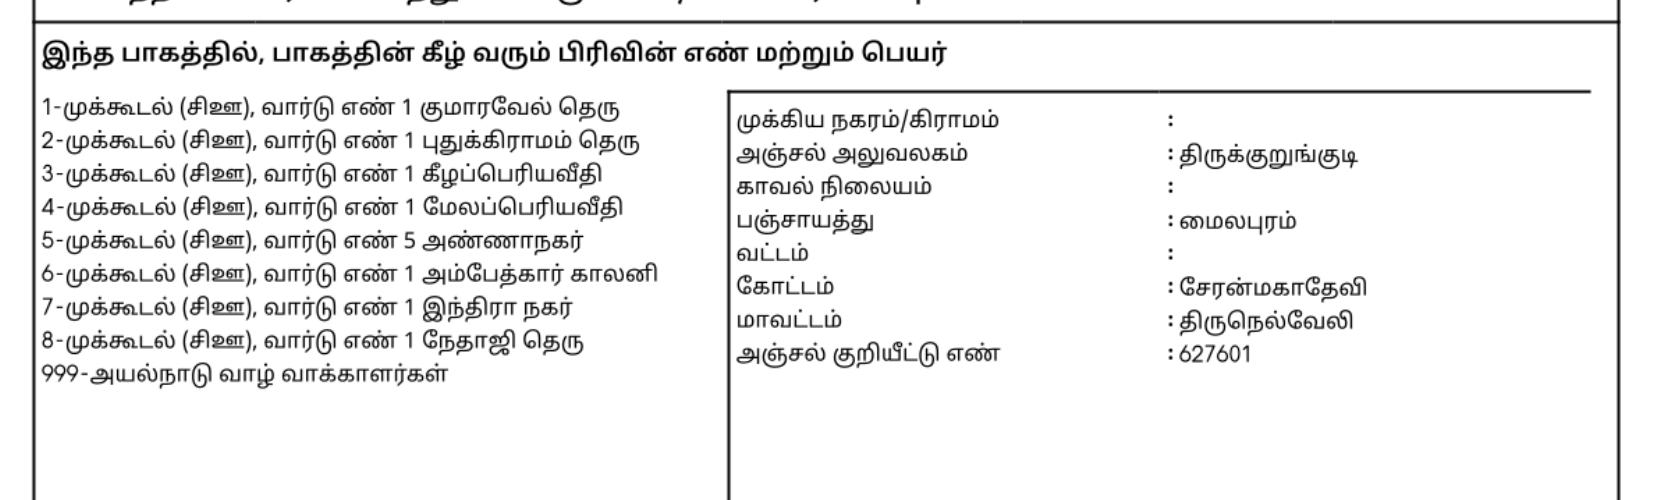 இந்த பாகத்தில், பாகத்தின் கீழ் வரும் பிரிவின் எண் மற்றும் பெயர்
1-முக்கூடல் (சிஊ), வார்டு எண் 1 குமாரவேல் தெரு
2-முக்கூடல் (சிஊ), வார்டு எண் 1 புதுக்கிராமம் தெரு
3-முக்கூடல் (சிஊ), வார்டு எண் 1 கீழப்பெரியவீதி
4-முக்கூடல் (சிஊ), வார்டு எண் 1 மேலப்பெரியவீதி
5-முக்கூடல் (சிஊ), வார்டு எண் 5 அண்ணாநகர்
6-முக்கூடல் (சிஊ), வார்டு எண் 1 அம்பேத்கார் காலனி
7-முக்கூடல் (சிஊ), வார்டு எண் 1 இந்திரா நகர்
8-முக்கூடல் (சிஊ), வார்டு எண் 1 நேதாஜி தெரு
999-அயல்நாடு வாழ் வாக்காளர்கள்
முக்கிய நகரம்/கிராமம் :
அஞ்சல் அலுவலகம் : திருக்குறுங்குடி
காவல் நிலையம் :
பஞ்சாயத்து : மைலபுரம்
வட்டம் :
கோட்டம் : சேரன்மகாதேவி
மாவட்டம் : திருநெல்வேலி
அஞ்சல் குறியீட்டு எண் : 627601